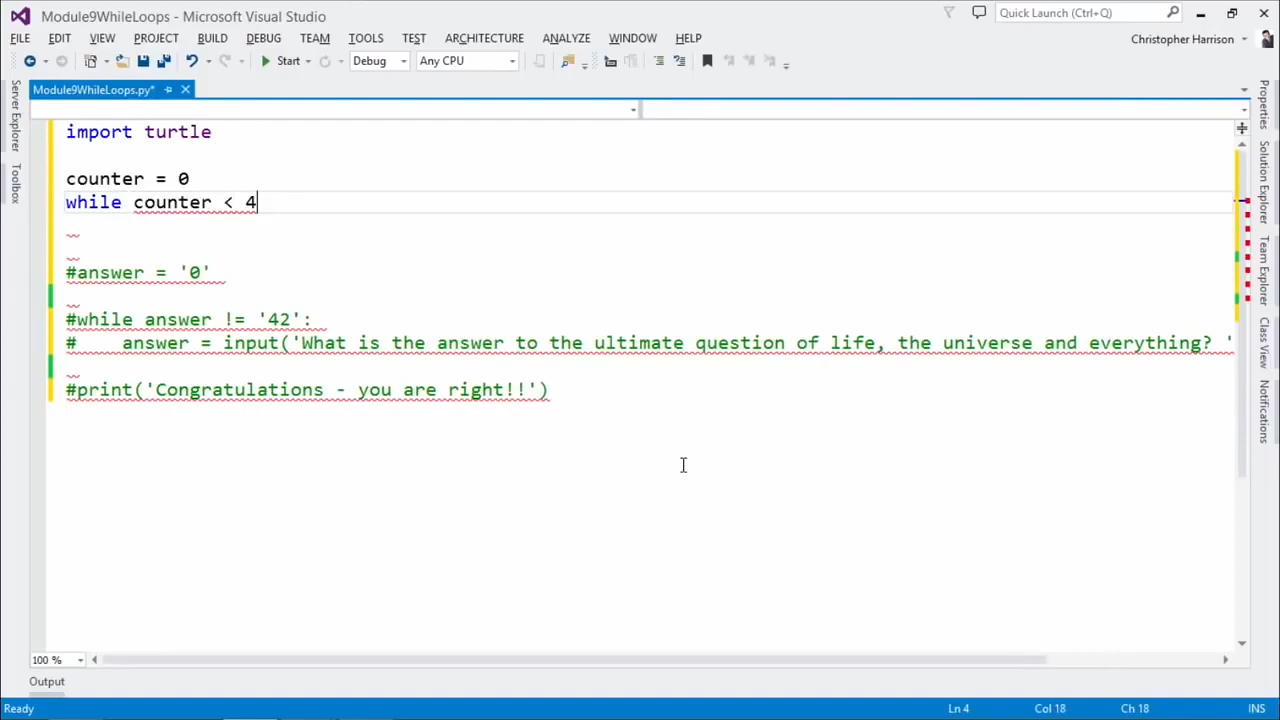 Module9WhileLoops - Microsoft Visual Studio
Quick Launch (Ctrl+Q)
FILE EDIT VIEW PROJECT BUILD DEBUG TEAM TOOLS TEST ARCHITECTURE ANALYZE WINDOW HELP
Christopher Harrison
Start Debug Any CPU
Module9WhileLoops.py*
Server Explorer
Toolbox
import turtle
counter = 0
while counter < 4
#answer = '0'
#while answer != '42':
#    answer = input('What is the answer to the ultimate question of life, the universe and everything? '
#print('Congratulations - you are right!!')
Properties
Solution Explorer
Team Explorer
Class View
Notifications
100 %
Output
Ready
Ln 4 Col 18 Ch 18 INS